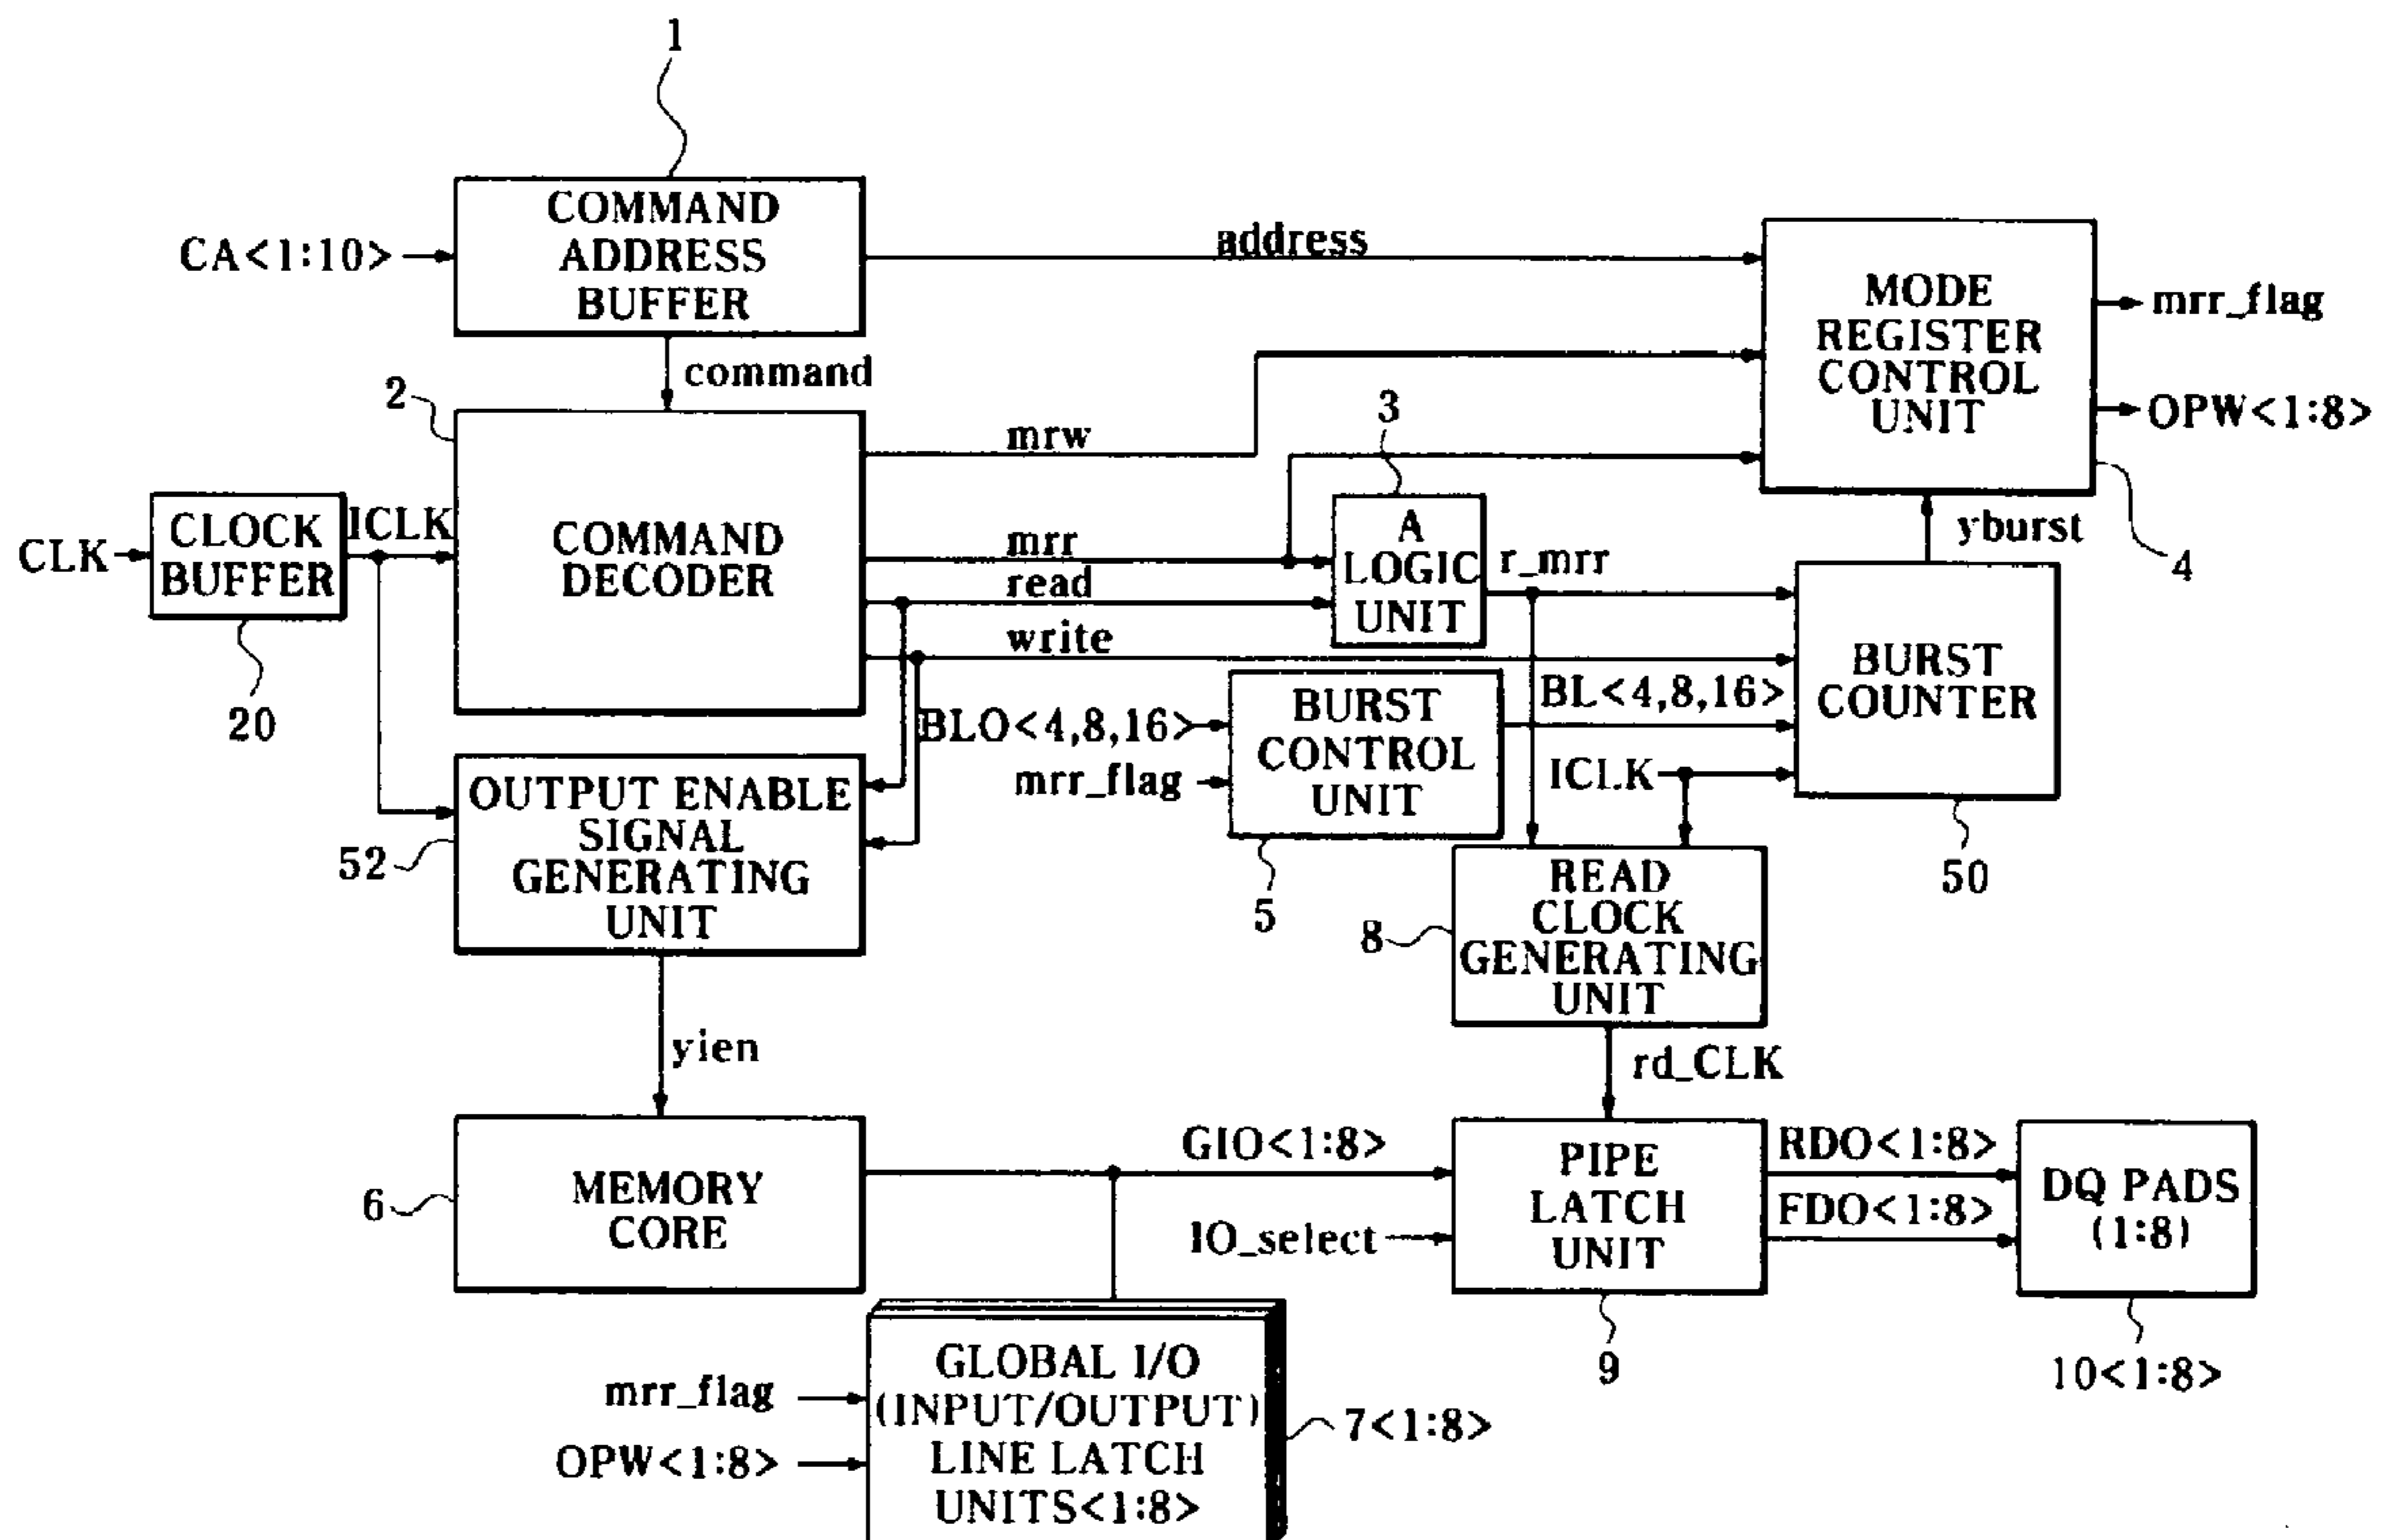 1
COMMAND
ADDRESS
BUFFER
CA<1:10>
address
MODE
REGISTER
CONTROL
UNIT
mrr_flag
OPW<1:8>
4
command
2
COMMAND
DECODER
mrw
mrr
read
write
3
A
LOGIC
UNIT
r_mrr
yburst
CLK
CLOCK
BUFFER
ICLK
20
BURST
COUNTER
50
BLO<4,8,16>
mrr_flag
BURST
CONTROL
UNIT
5
BL<4,8,16>
ICLK
OUTPUT ENABLE
SIGNAL
GENERATING
UNIT
52
READ
CLOCK
GENERATING
UNIT
8
yien
rd_CLK
MEMORY
CORE
6
GIO<1:8>
IO_select
PIPE
LATCH
UNIT
9
RDO<1:8>
FDO<1:8>
DQ PADS
(1:8)
10<1:8>
mrr_flag
OPW<1:8>
GLOBAL I/O
(INPUT/OUTPUT)
LINE LATCH
UNITS<1:8>
7<1:8>